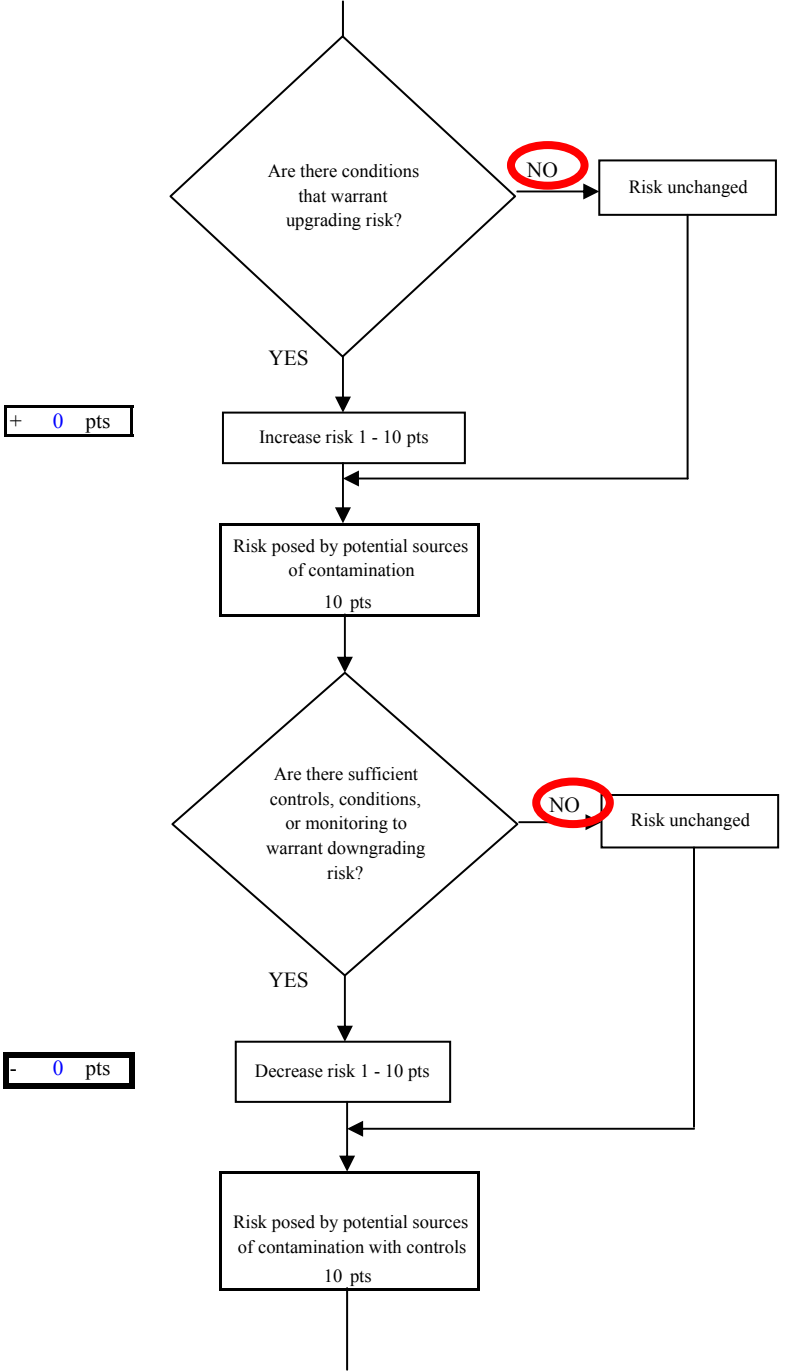 Are there conditions
that warrant
upgrading risk?
NO
Risk unchanged
YES
+ 0 pts
Increase risk 1 - 10 pts
Risk posed by potential sources
of contamination
10 pts
Are there sufficient
controls, conditions,
or monitoring to
warrant downgrading
risk?
NO
Risk unchanged
YES
- 0 pts
Decrease risk 1 - 10 pts
Risk posed by potential sources
of contamination with controls
10 pts